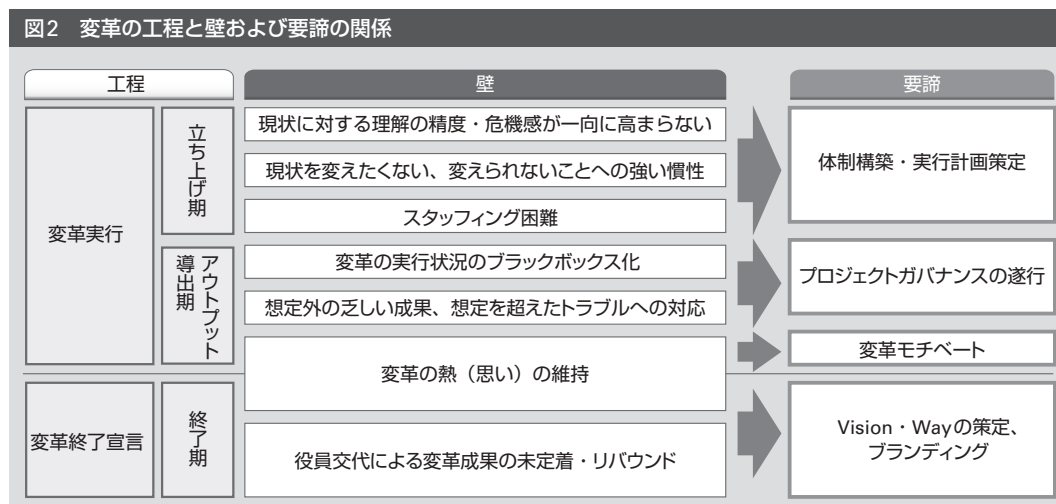 図2 変革の工程と壁および要諦の関係
工程
壁
要諦
変革実行
立ち上げ期
現状に対する理解の精度・危機感が一向に高まらない
現状を変えたくない、変えられないことへの強い慣性
スタッフィング困難
体制構築・実行計画策定
アウトプット
導出期
変革の実行状況のブラックボックス化
想定外の乏しい成果、想定を超えたトラブルへの対応
プロジェクトガバナンスの遂行
変革の熱（思い）の維持
変革モチベート
変革終了宣言
終了期
役員交代による変革成果の未定着・リバウンド
Vision・Wayの策定、
ブランディング